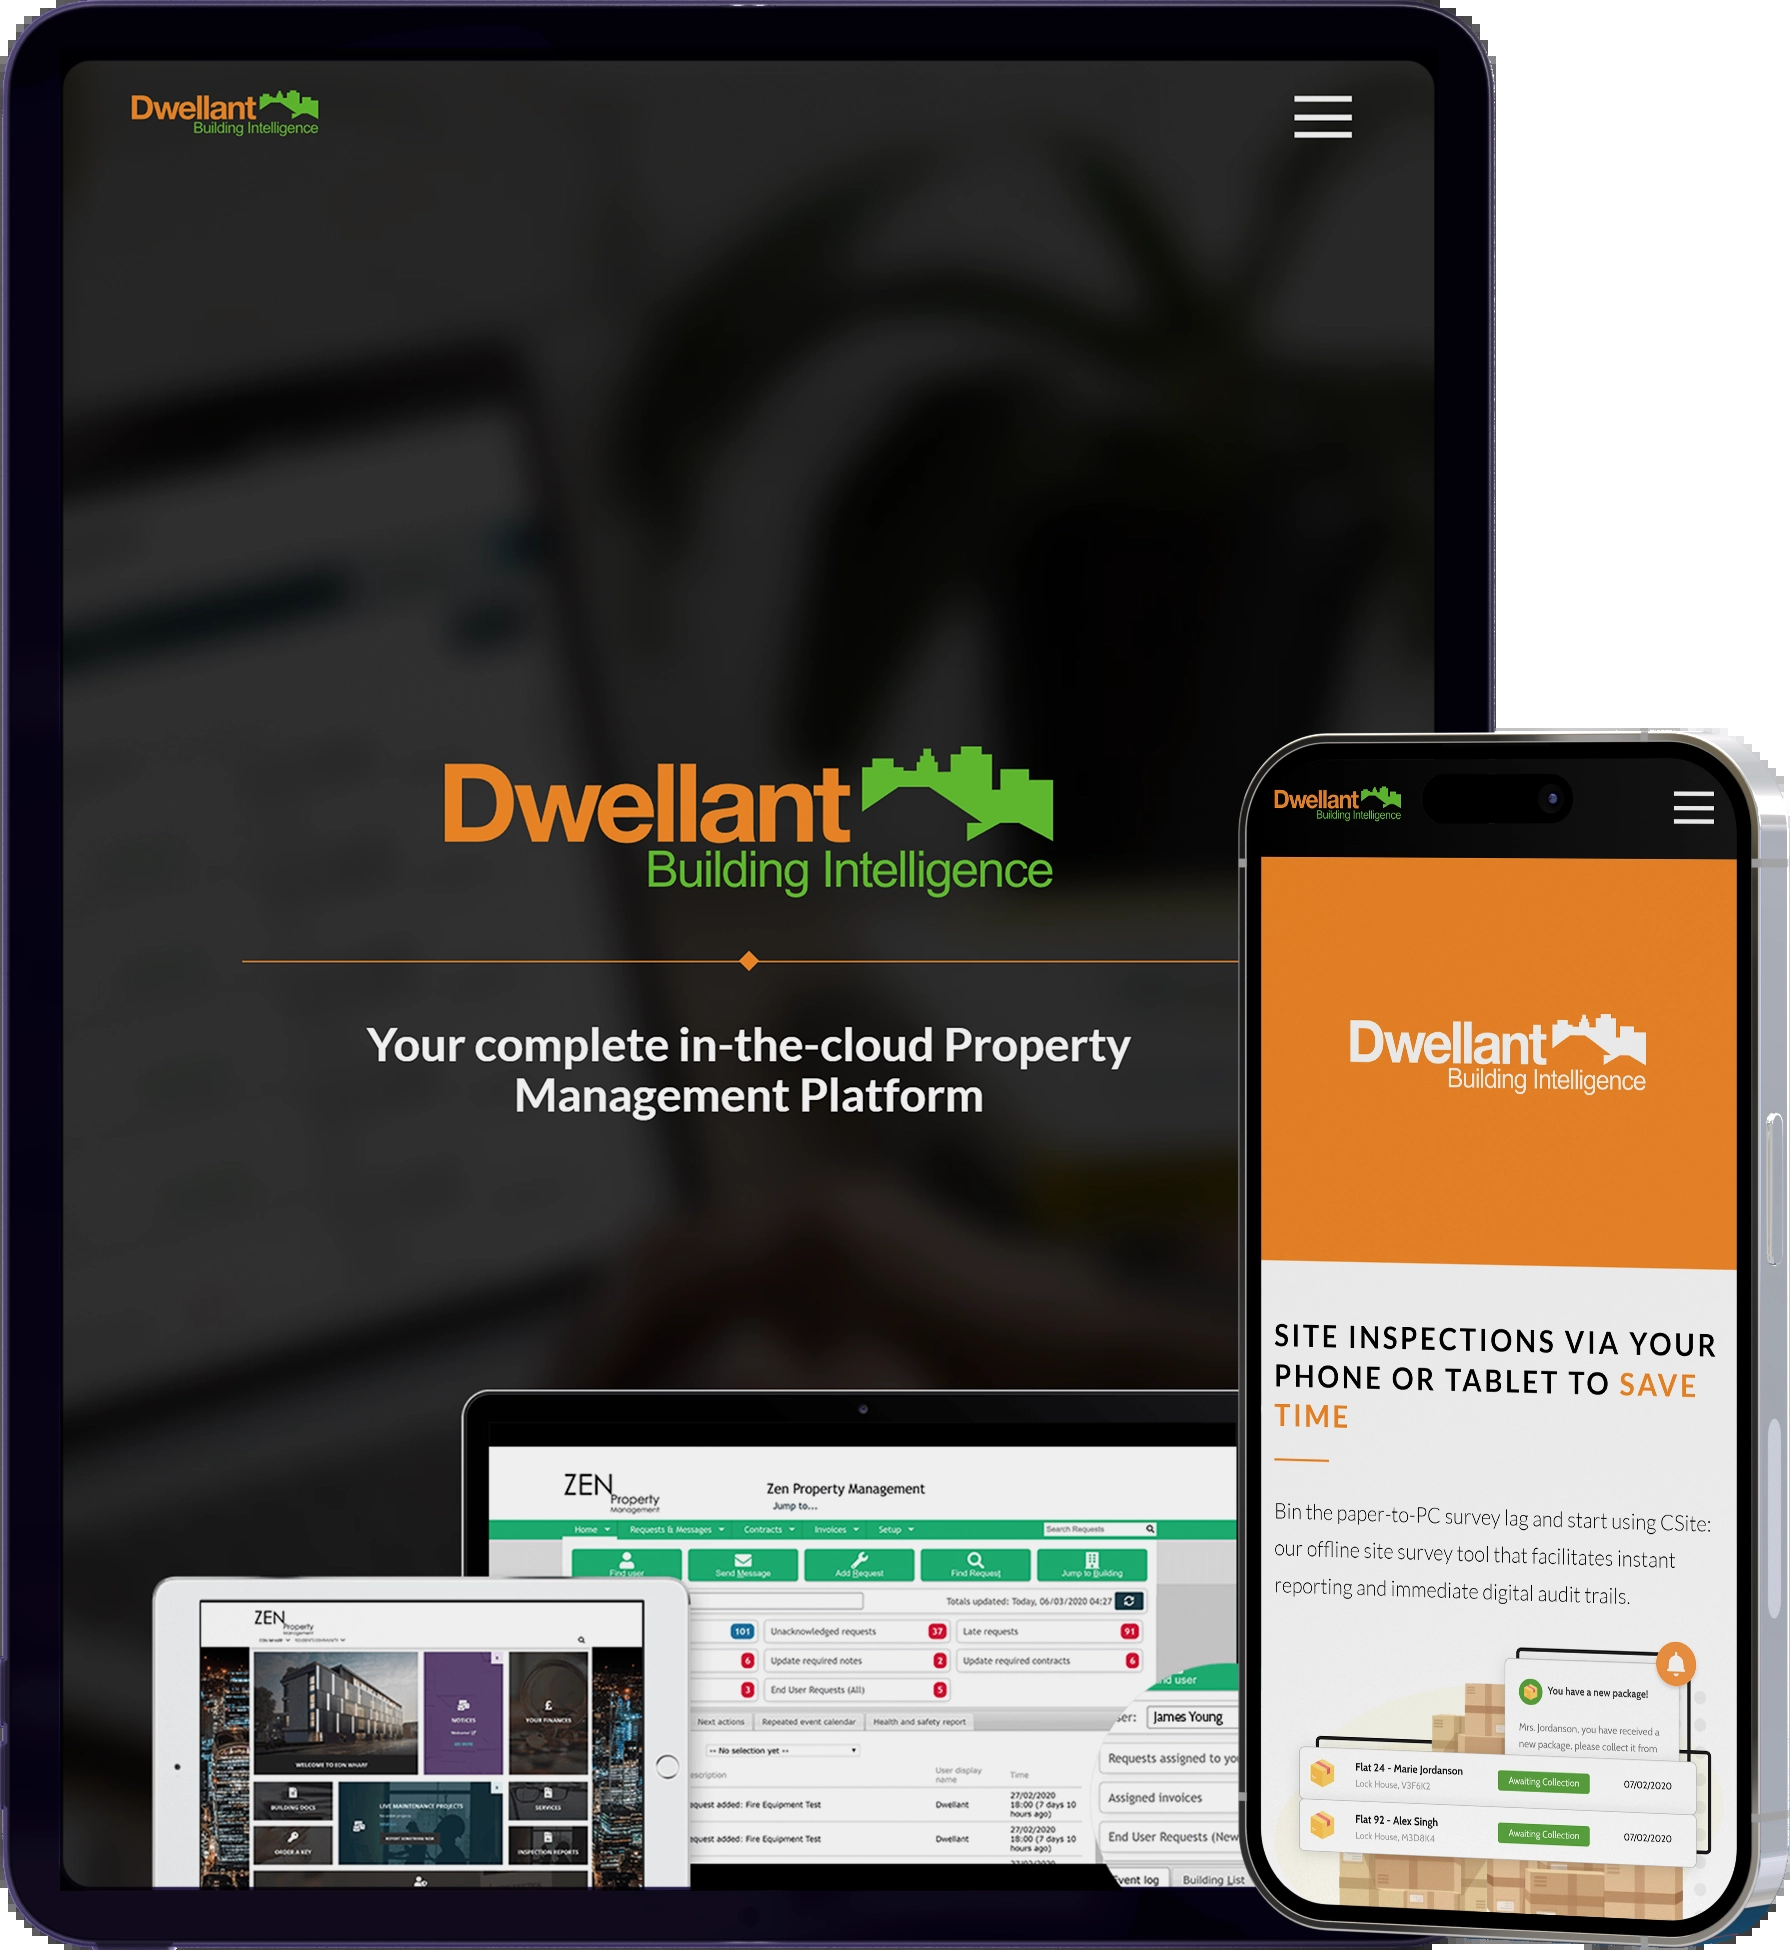 Dwellant
Building Intelligence
Dwellant
Building Intelligence
Your complete in-the-cloud Property
Management Platform
ZEN
Property
Management
Zen Property Management
Jump to...
Home
Requests & Messages
Contracts
Invoices
Setup
Search Requests
Find user
Send Message
Add Request
Find Request
Jump to Building
Totals updated: Today, 06/03/2020 04:27
101
Unacknowledged requests
37
Late requests
91
6
Update required notes
2
Update required contracts
6
3
End User Requests (All)
5
Next actions
Repeated event calendar
Health and safety report
-- No selection yet --
scription
User display
name
Time
quest added: Fire Equipment Test
Dwellant
27/02/2020
18:00 (7 days 10
hours ago)
quest added: Fire Equipment Test
Dwellant
27/02/2020
18:00 (7 days 10
hours ago)
nd user
ser:
James Young
Requests assigned to yo
Assigned invoices
End User Requests (New
vent log
Building List
ZEN
Property
Management
WELCOME TO EON WHARF
NOTICES
YOUR FINANCES
BUILDING DOCS
LIVE MAINTENANCE PROJECTS
REPORT SOMETHING NOW
SERVICES
ORDER A KEY
INSPECTION REPORTS
Dwellant
Building Intelligence
Dwellant
Building Intelligence
SITE INSPECTIONS VIA YOUR
PHONE OR TABLET TO SAVE
TIME
Bin the paper-to-PC survey lag and start using CSite:
our offline site survey tool that facilitates instant
reporting and immediate digital audit trails.
You have a new package!
Mrs. Jordanson, you have received a
new package, please collect it from
Flat 24 - Marie Jordanson
Lock House, V3F6K2
Awaiting Collection
07/02/2020
Flat 92 - Alex Singh
Lock House, M3D8K4
Awaiting Collection
07/02/2020